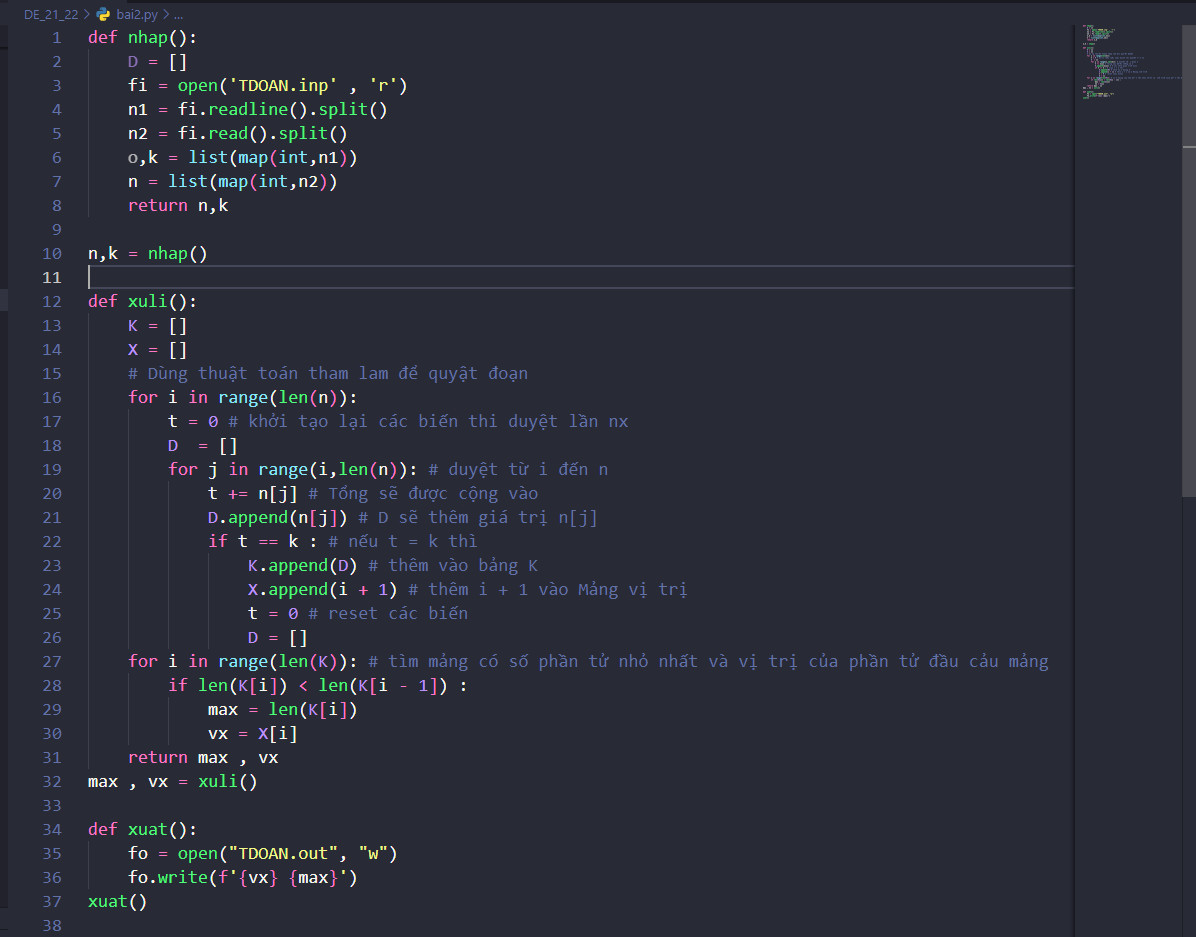 DE_21_22 > bai2.py > ...
1 def nhap():
2     D = []
3     fi = open('TDOAN.inp' , 'r')
4     n1 = fi.readline().split()
5     n2 = fi.read().split()
6     o,k = list(map(int,n1))
7     n = list(map(int,n2))
8     return n,k
9
10 n,k = nhap()
11
12 def xuli():
13     K = []
14     X = []
15     # Dùng thuật toán tham lam để quyật đoạn
16     for i in range(len(n)):
17         t = 0 # khởi tạo lại các biến thi duyệt lần nx
18         D  = []
19         for j in range(i,len(n)): # duyệt từ i đến n
20             t += n[j] # Tổng sẽ được cộng vào
21             D.append(n[j]) # D sẽ thêm giá trị n[j]
22             if t == k : # nếu t = k thì
23                 K.append(D) # thêm vào bảng K
24                 X.append(i + 1) # thêm i + 1 vào Mảng vị trị
25                 t = 0 # reset các biến
26                 D = []
27     for i in range(len(K)): # tìm mảng có số phần tử nhỏ nhất và vị trị của phần tử đầu cảu mảng
28         if len(K[i]) < len(K[i - 1]) :
29             max = len(K[i])
30             vx = X[i]
31     return max , vx
32 max , vx = xuli()
33
34 def xuat():
35     fo = open("TDOAN.out", "w")
36     fo.write(f'{vx} {max}')
37 xuat()
38